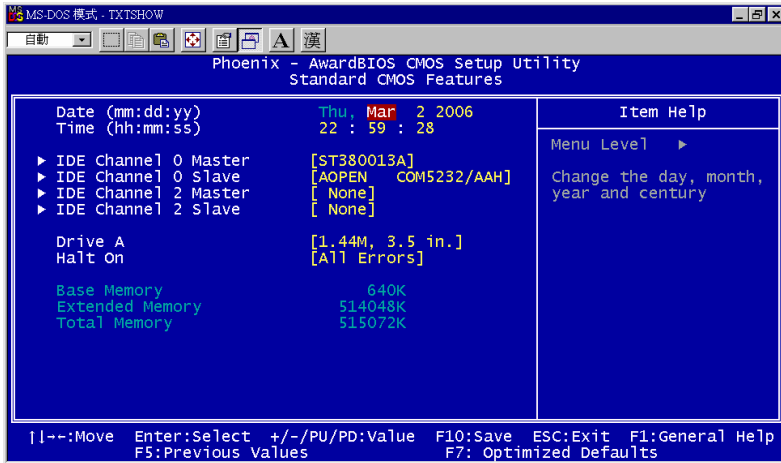 MS-DOS 模式 - TXTSHOW
自動
A 漢
Phoenix - AwardBIOS CMOS Setup Utility
Standard CMOS Features
Date (mm:dd:yy) Thu, Mar 2 2006
Time (hh:mm:ss) 22 : 59 : 28
▶ IDE Channel 0 Master [ST380013A]
▶ IDE Channel 0 Slave [AOPEN COM5232/AAH]
▶ IDE Channel 2 Master [ None]
▶ IDE Channel 2 Slave [ None]
Drive A [1.44M, 3.5 in.]
Halt On [All Errors]
Base Memory 640K
Extended Memory 514048K
Total Memory 515072K
Item Help
Menu Level ▶
Change the day, month,
year and century
↑↓→←:Move Enter:Select +/-/PU/PD:Value F10:Save ESC:Exit F1:General Help
F5:Previous Values F7: Optimized Defaults